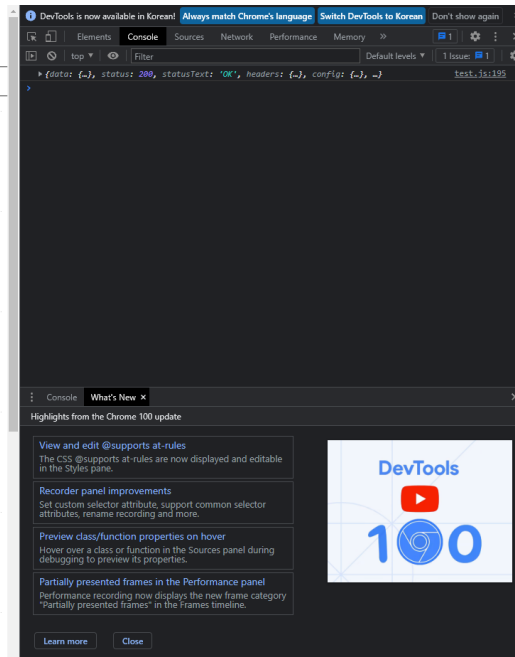 DevTools is now available in Korean! Always match Chrome's language Switch DevTools to Korean Don't show again
Elements Console Sources Network Performance Memory » 1
top ▼ Filter Default levels ▼ 1 Issue: 1
▶ {data: {…}, status: 200, statusText: 'OK', headers: {…}, config: {…}, …} test.js:195
>
Console What's New ×
Highlights from the Chrome 100 update
View and edit @supports at-rules
The CSS @supports at-rules are now displayed and editable
in the Styles pane.
Recorder panel improvements
Set custom selector attribute, support common selector
attributes, rename recording and more.
Preview class/function properties on hover
Hover over a class or function in the Sources panel during
debugging to preview its properties.
Partially presented frames in the Performance panel
Performance recording now displays the new frame category
"Partially presented frames" in the Frames timeline.
Learn more Close
DevTools
100